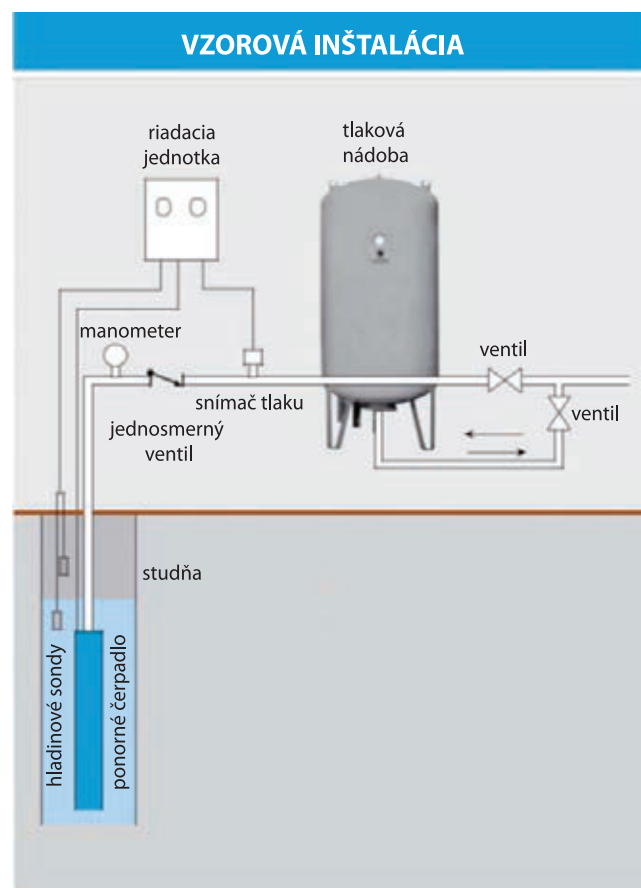 VZOROVÁ INŠTALÁCIA
riadacia
jednotka
tlaková
nádoba
manometer
ventil
snímač tlaku
ventil
jednosmerný
ventil
studňa
hladinové sondy
ponorné čerpadlo